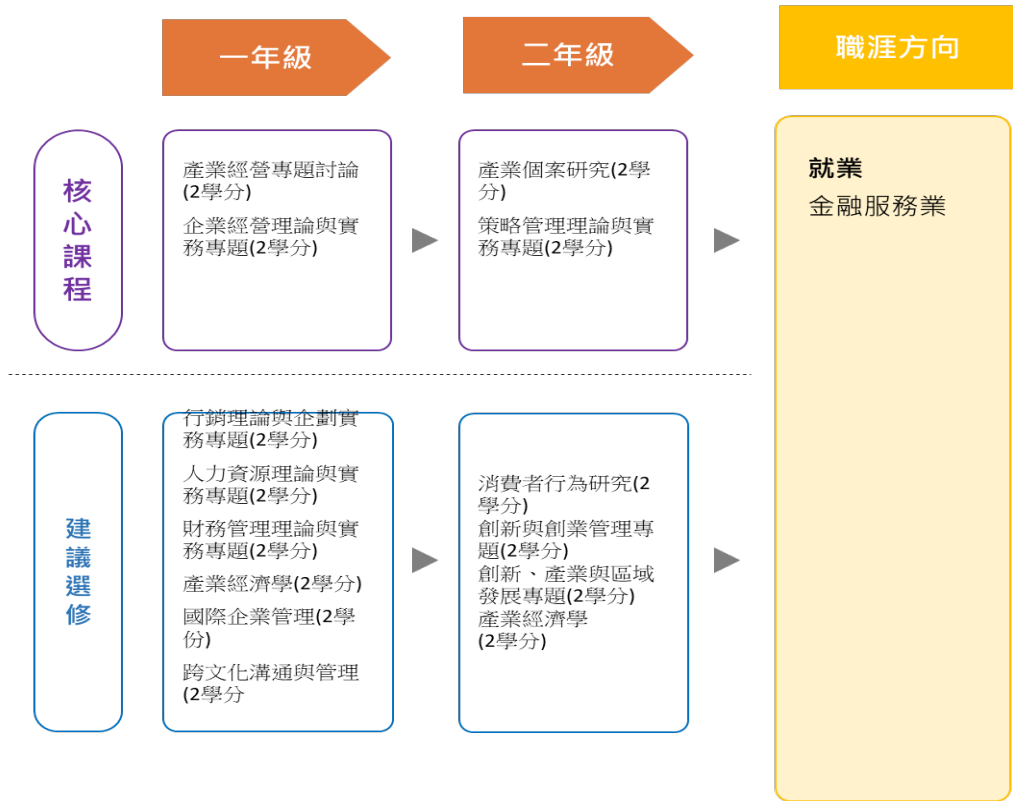 一年級
二年級
職涯方向
核
心
課
程
產業經營專題討論
(2學分)
企業經營理論與實
務專題(2學分)
產業個案研究(2學
分)
策略管理理論與實
務專題(2學分)
就業
金融服務業
建
議
選
修
行銷理論與企劃實
務專題(2學分)
人力資源理論與實
務專題(2學分)
財務管理理論與實
務專題(2學分)
產業經濟學(2學分)
國際企業管理(2學
份)
跨文化溝通與管理
(2學分
消費者行為研究(2
學分)
創新與創業管理專
題(2學分)
創新、產業與區域
發展專題(2學分)
產業經濟學
(2學分)